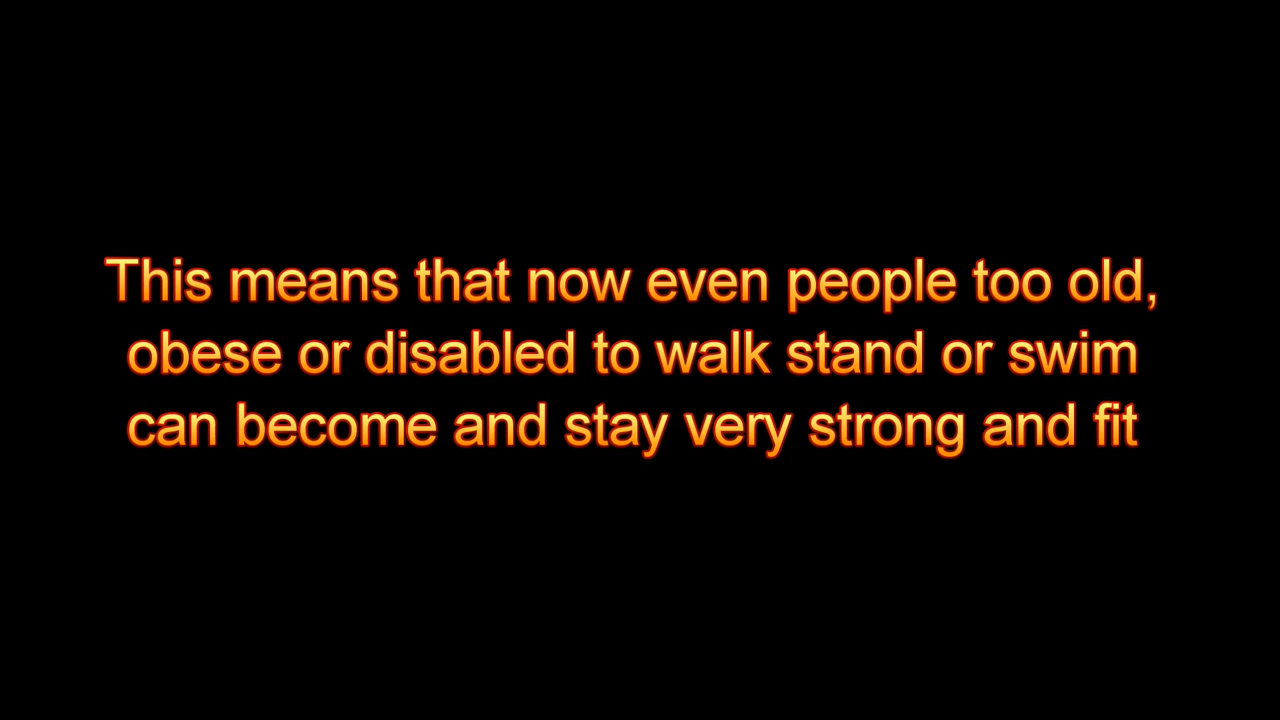 This means that now even people too old,
obese or disabled to walk stand or swim
can become and stay very strong and fit